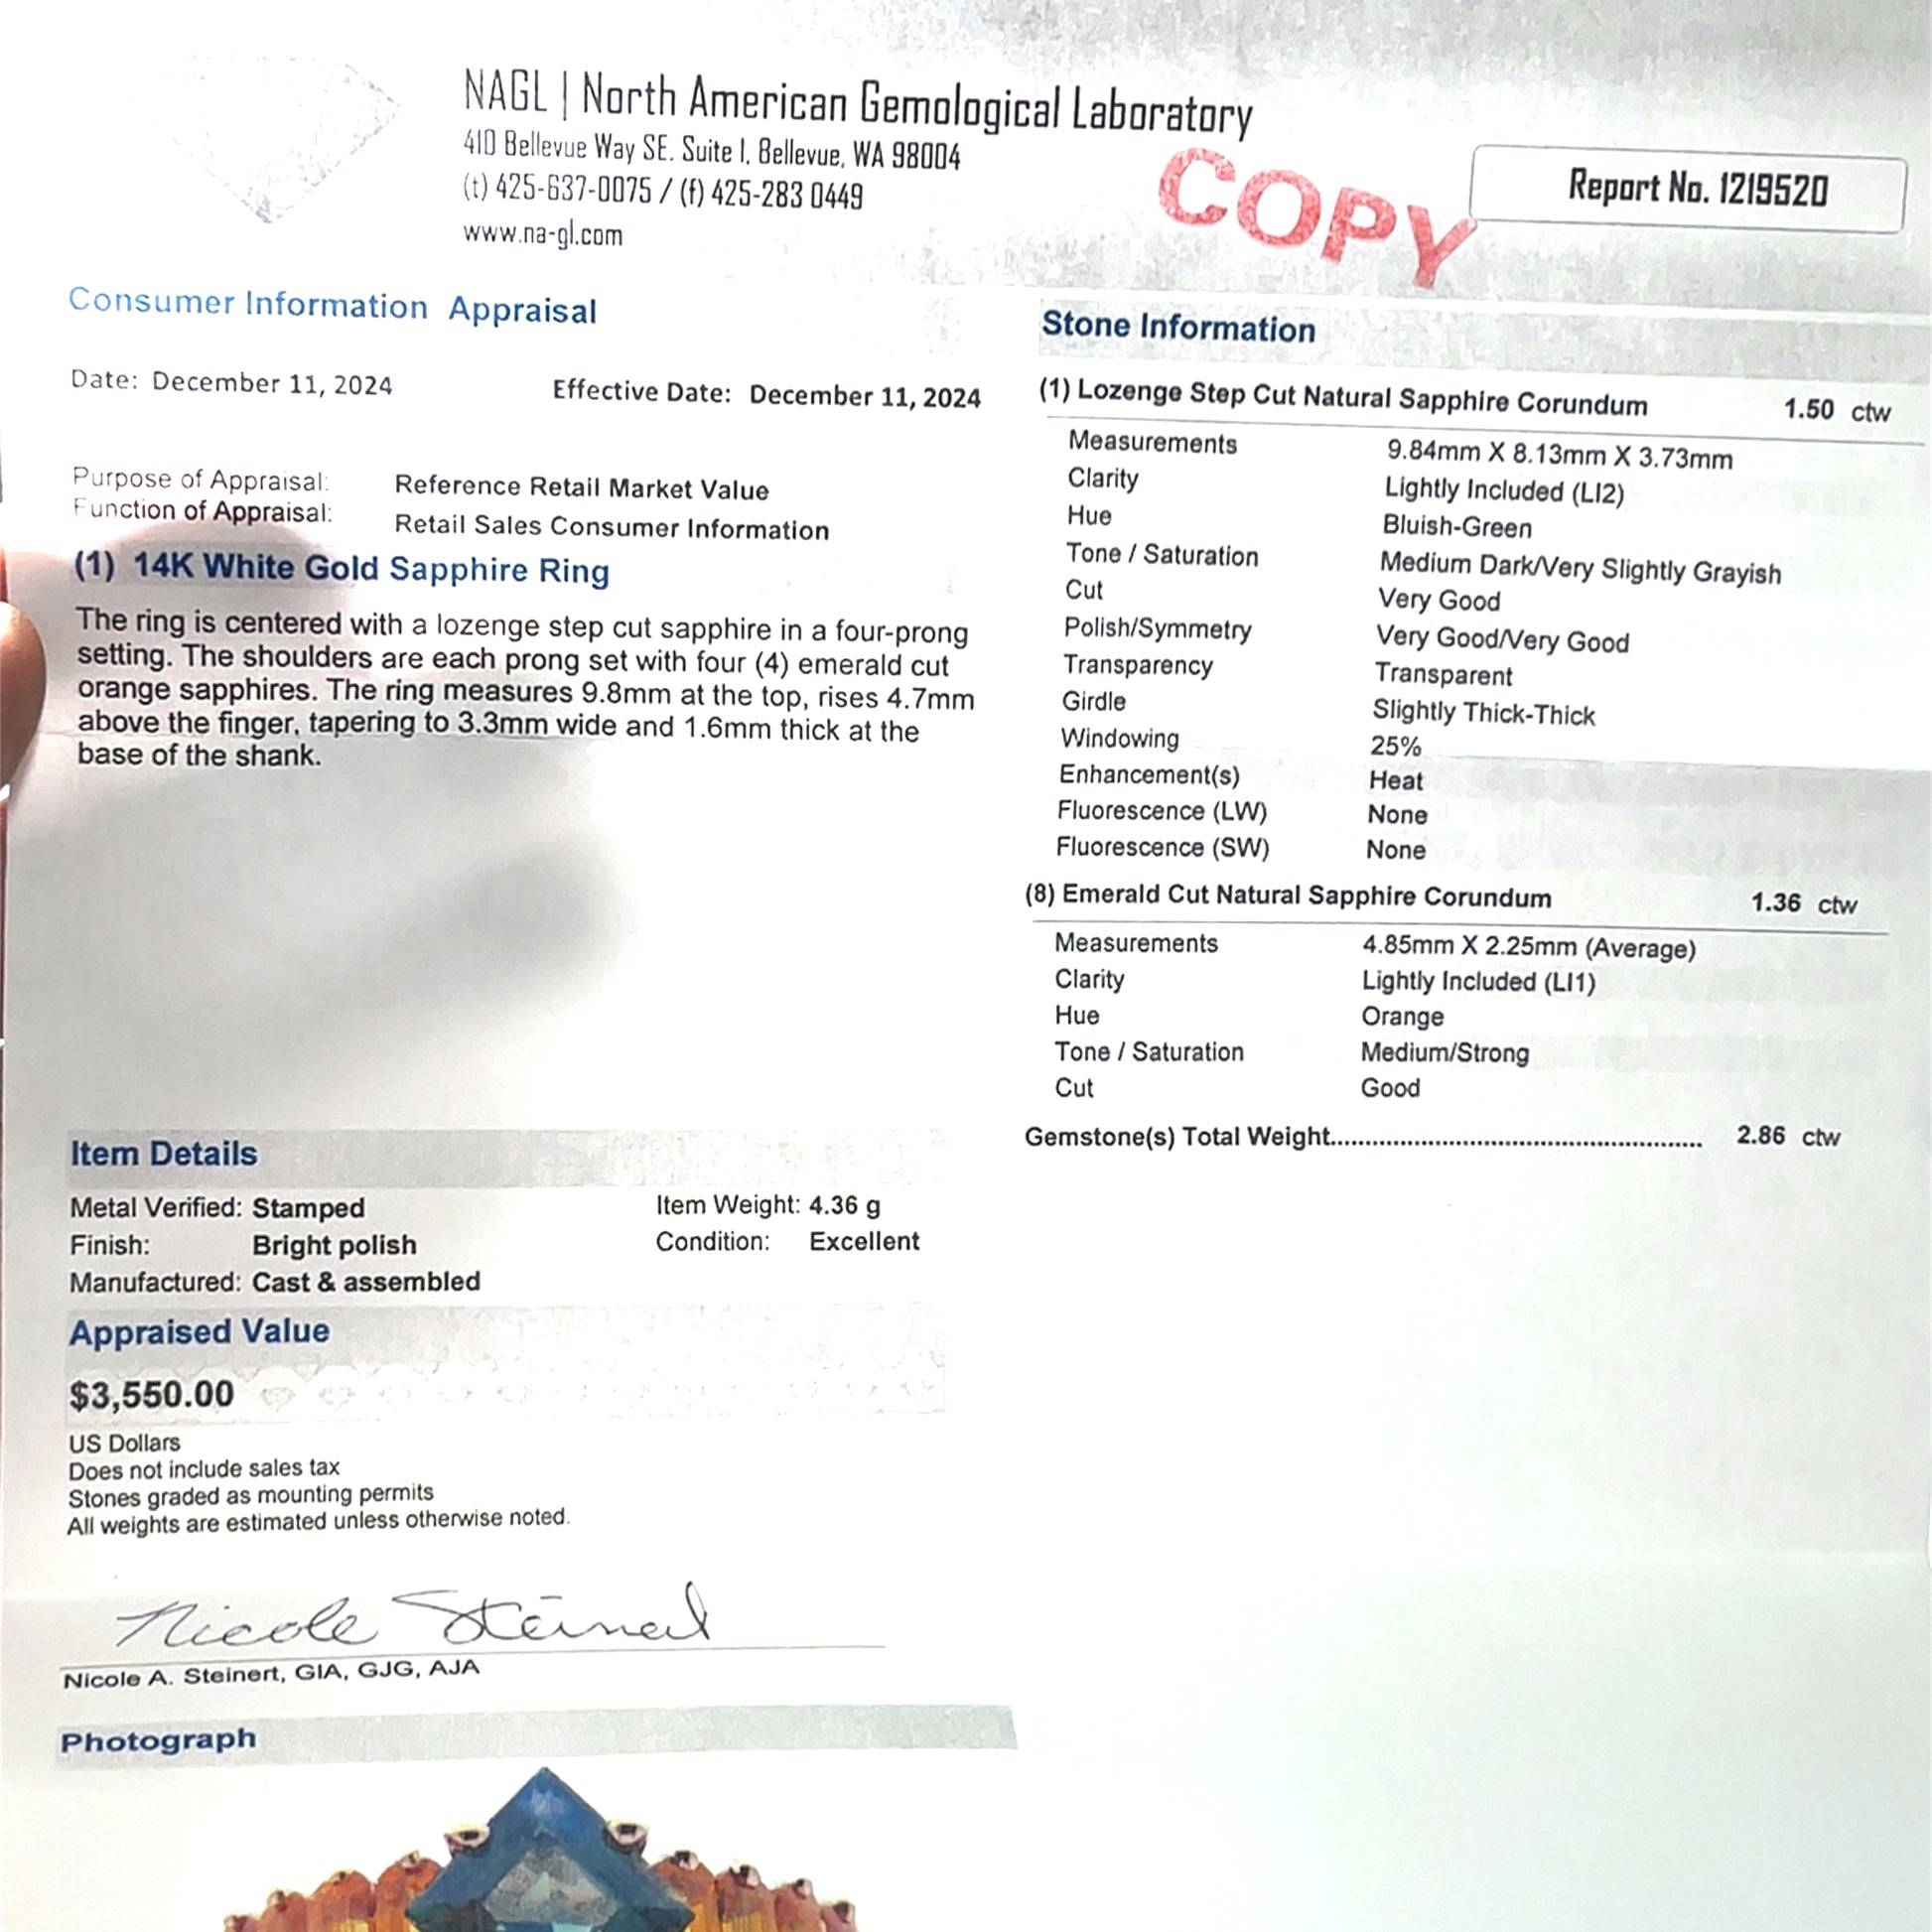 NAGL | North American Gemological Laboratory
410 Bellevue Way SE. Suite I, Bellevue, WA 98004
(t) 425-637-0075 / (f) 425-283 0449
www.na-gl.com
COPY
Report No. 1219520
Consumer Information Appraisal
Date: December 11, 2024 Effective Date: December 11, 2024
Purpose of Appraisal: Reference Retail Market Value
Function of Appraisal: Retail Sales Consumer Information
(1) 14K White Gold Sapphire Ring
The ring is centered with a lozenge step cut sapphire in a four-prong
setting. The shoulders are each prong set with four (4) emerald cut
orange sapphires. The ring measures 9.8mm at the top, rises 4.7mm
above the finger, tapering to 3.3mm wide and 1.6mm thick at the
base of the shank.
Item Details
Metal Verified: Stamped Item Weight: 4.36 g
Finish: Bright polish Condition: Excellent
Manufactured: Cast & assembled
Appraised Value
$3,550.00
US Dollars
Does not include sales tax
Stones graded as mounting permits
All weights are estimated unless otherwise noted.
Nicole Steinert
Nicole A. Steinert, GIA, GJG, AJA
Photograph
Stone Information
(1) Lozenge Step Cut Natural Sapphire Corundum 1.50 ctw
Measurements 9.84mm X 8.13mm X 3.73mm
Clarity Lightly Included (LI2)
Hue Bluish-Green
Tone / Saturation Medium Dark/Very Slightly Grayish
Cut Very Good
Polish/Symmetry Very Good/Very Good
Transparency Transparent
Girdle Slightly Thick-Thick
Windowing 25%
Enhancement(s) Heat
Fluorescence (LW) None
Fluorescence (SW) None
(8) Emerald Cut Natural Sapphire Corundum 1.36 ctw
Measurements 4.85mm X 2.25mm (Average)
Clarity Lightly Included (LI1)
Hue Orange
Tone / Saturation Medium/Strong
Cut Good
Gemstone(s) Total Weight..................................................... 2.86 ctw